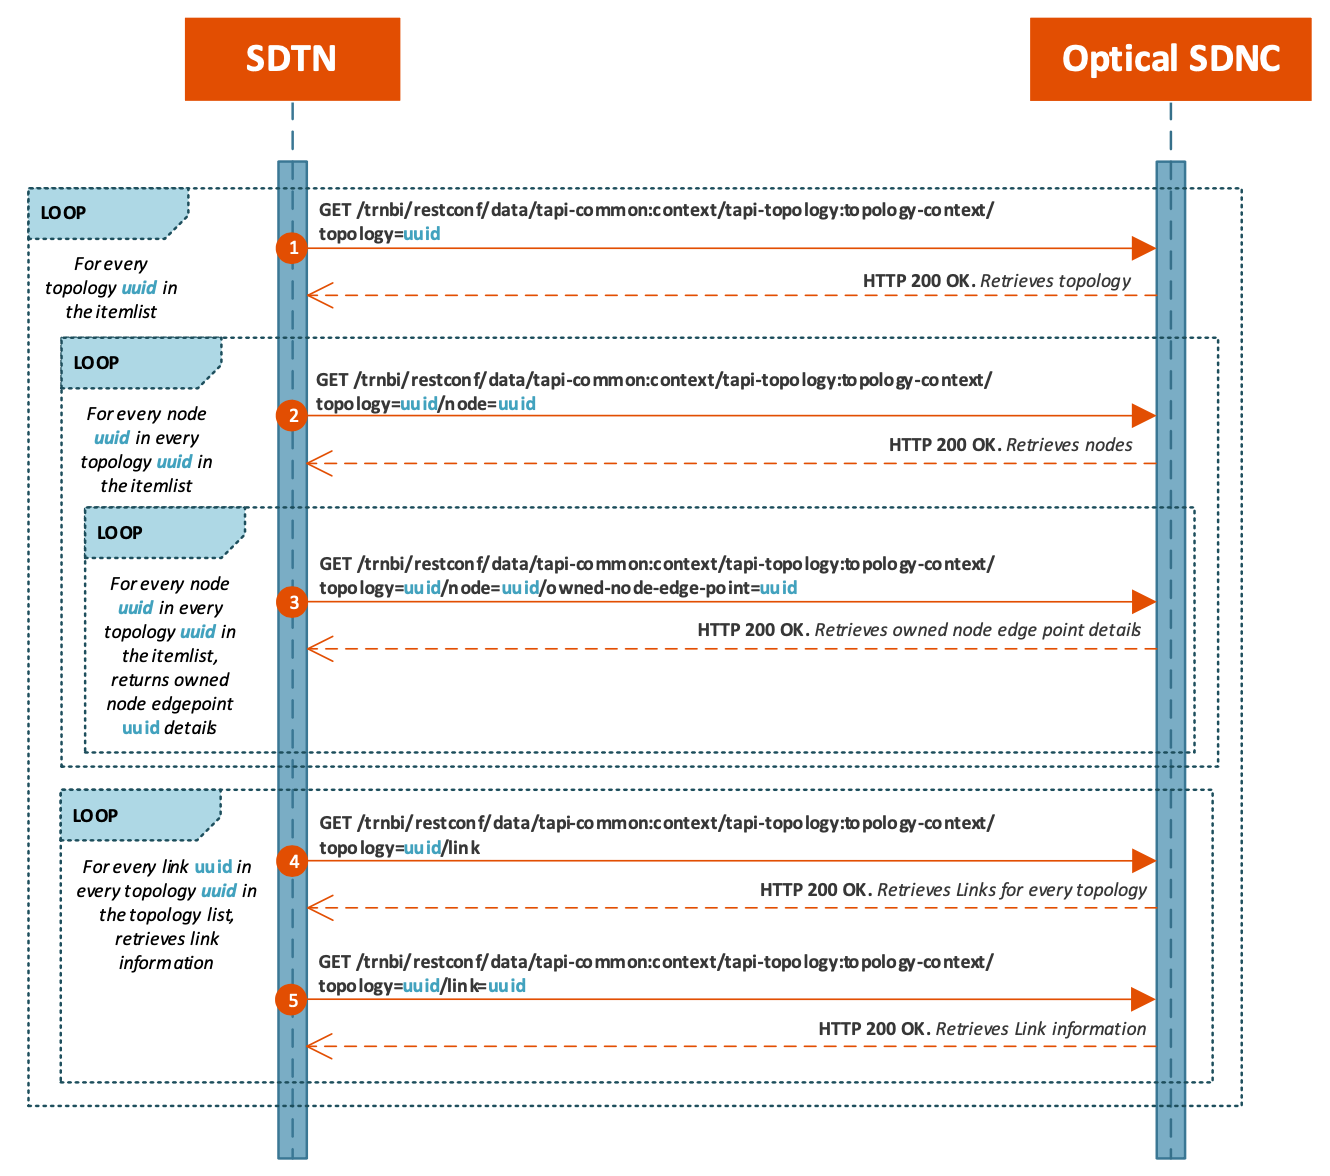 SDTN
Optical SDNC
LOOP
For every
topology uuid in
the itemlist
GET /trnbi/restconf/data/tapi-common:context/tapi-topology:topology-context/
topology=uuid
1
HTTP 200 OK. Retrieves topology
LOOP
For every node
uuid in every
topology uuid in
the itemlist
GET /trnbi/restconf/data/tapi-common:context/tapi-topology:topology-context/
topology=uuid/node=uuid
2
HTTP 200 OK. Retrieves nodes
LOOP
For every node
uuid in every
topology uuid in
the itemlist,
returns owned
node edgepoint
uuid details
GET /trnbi/restconf/data/tapi-common:context/tapi-topology:topology-context/
topology=uuid/node=uuid/owned-node-edge-point=uuid
3
HTTP 200 OK. Retrieves owned node edge point details
LOOP
For every link uuid in
every topology uuid in
the topology list,
retrieves link
information
GET /trnbi/restconf/data/tapi-common:context/tapi-topology:topology-context/
topology=uuid/link
4
HTTP 200 OK. Retrieves Links for every topology
GET /trnbi/restconf/data/tapi-common:context/tapi-topology:topology-context/
topology=uuid/link=uuid
5
HTTP 200 OK. Retrieves Link information